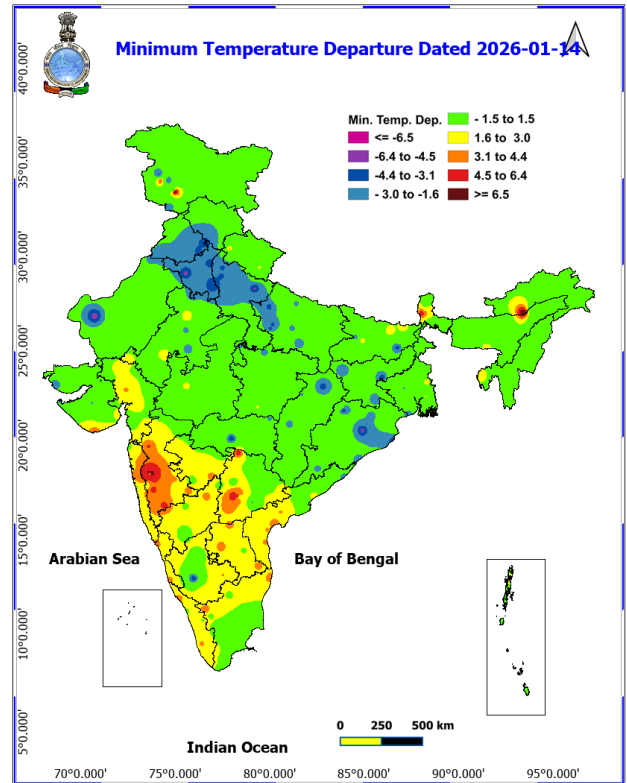 Minimum Temperature Departure Dated 2026-01-14
Min. Temp. Dep.
<= -6.5
-6.4 to -4.5
-4.4 to -3.1
- 3.0 to -1.6
- 1.5 to 1.5
1.6 to 3.0
3.1 to 4.4
4.5 to 6.4
>= 6.5
40°0.000'
35°0.000'
30°0.000'
25°0.000'
20°0.000'
15°0.000'
10°0.000'
5°0.000'
Arabian Sea
Bay of Bengal
0 250 500 km
Indian Ocean
70°0.000' 75°0.000' 80°0.000' 85°0.000' 90°0.000' 95°0.000'